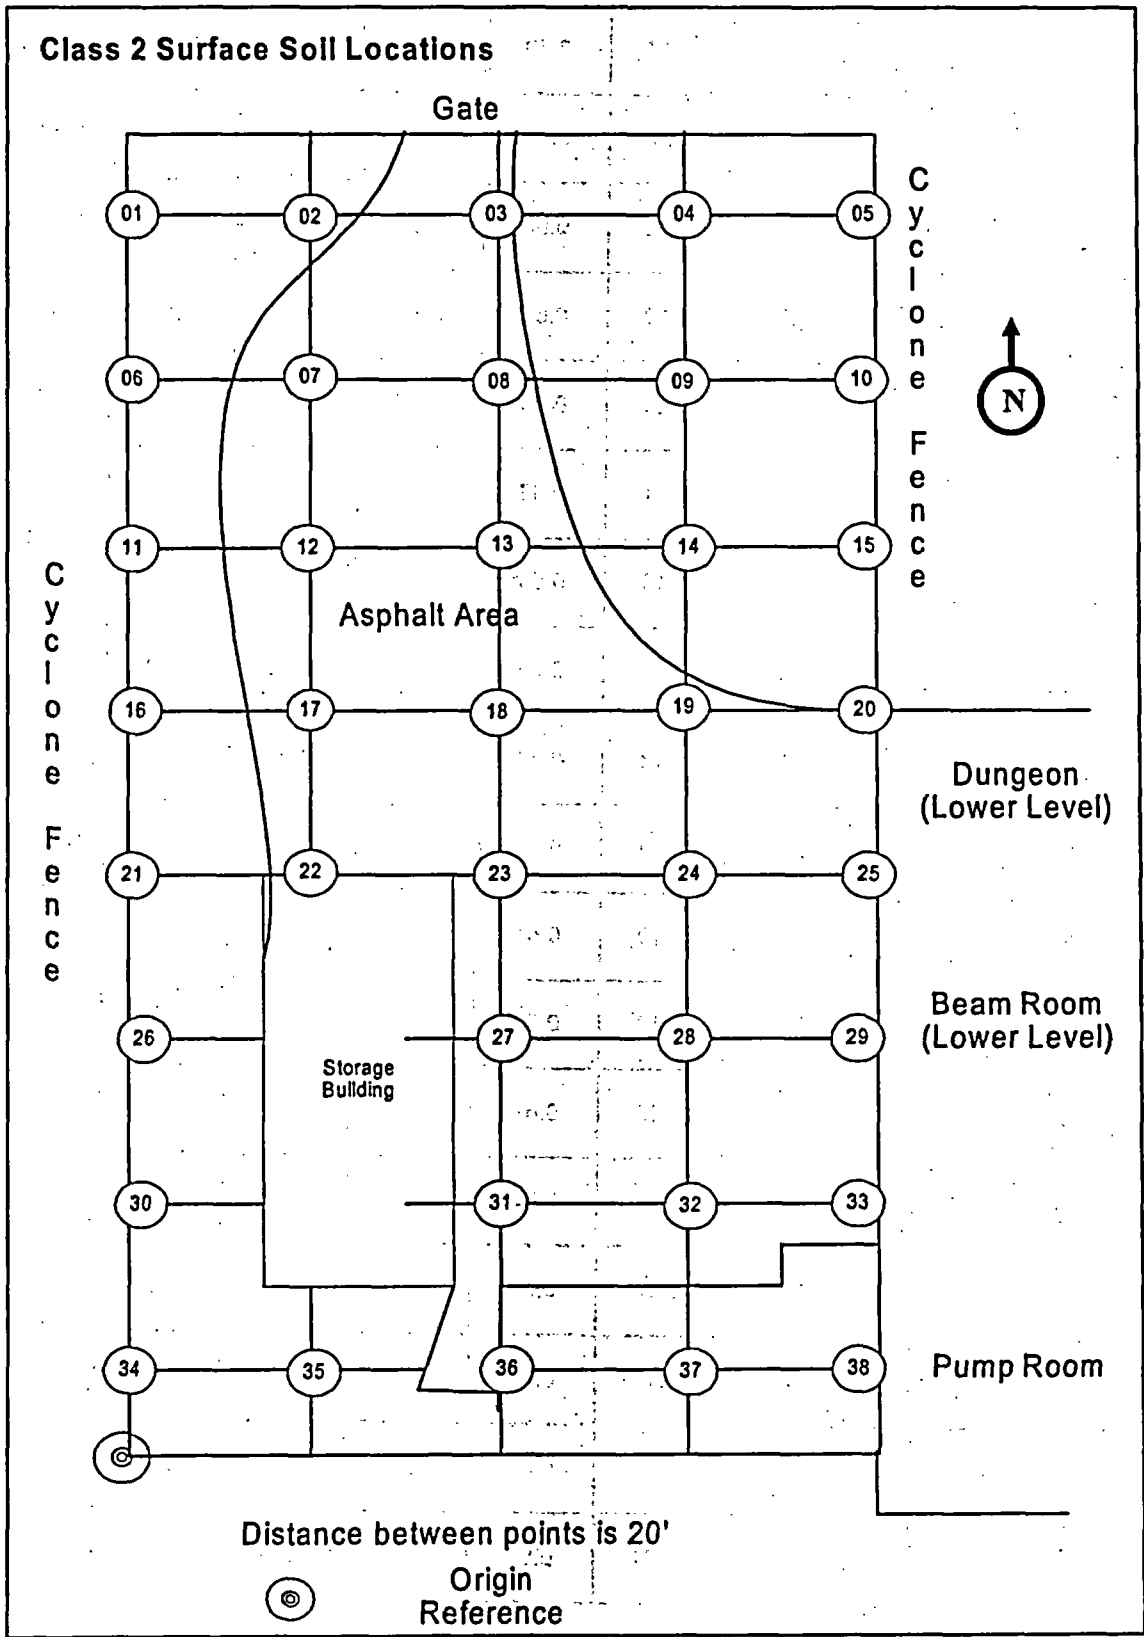 Class 2 Surface Soil Locations
Gate
01 02 03 04 05
Cyclone Fence
06 07 08 09 10
N
11 12 13 14 15
Cyclone Fence
Asphalt Area
16 17 18 19 20
Dungeon
(Lower Level)
21 22 23 24 25
Beam Room
(Lower Level)
26 27 28 29
Storage
Building
30 31 32 33
34 35 36 37 38
Pump Room
Distance between points is 20'
Origin
Reference